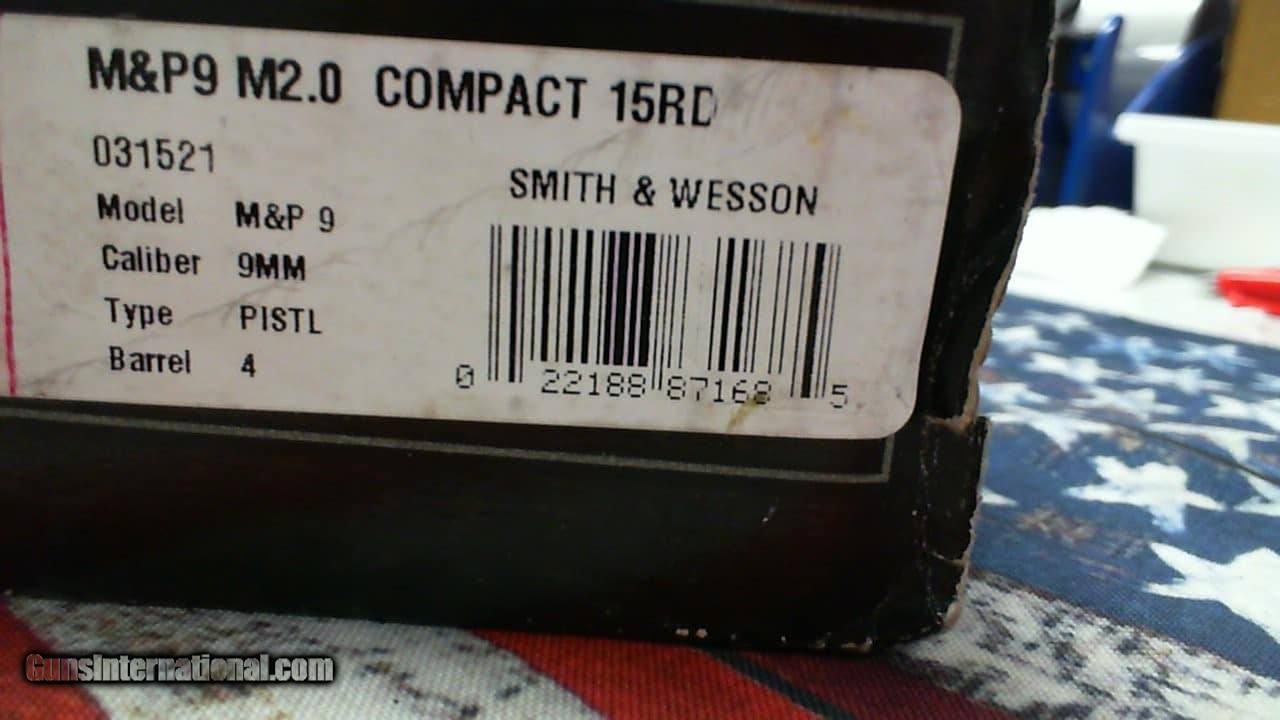 M&P9 M2.0 COMPACT 15RD
031521
SMITH & WESSON
Model M&P 9
Caliber 9MM
Type PISTL
Barrel 4
0 22188 87168 5
GunsInternational.com